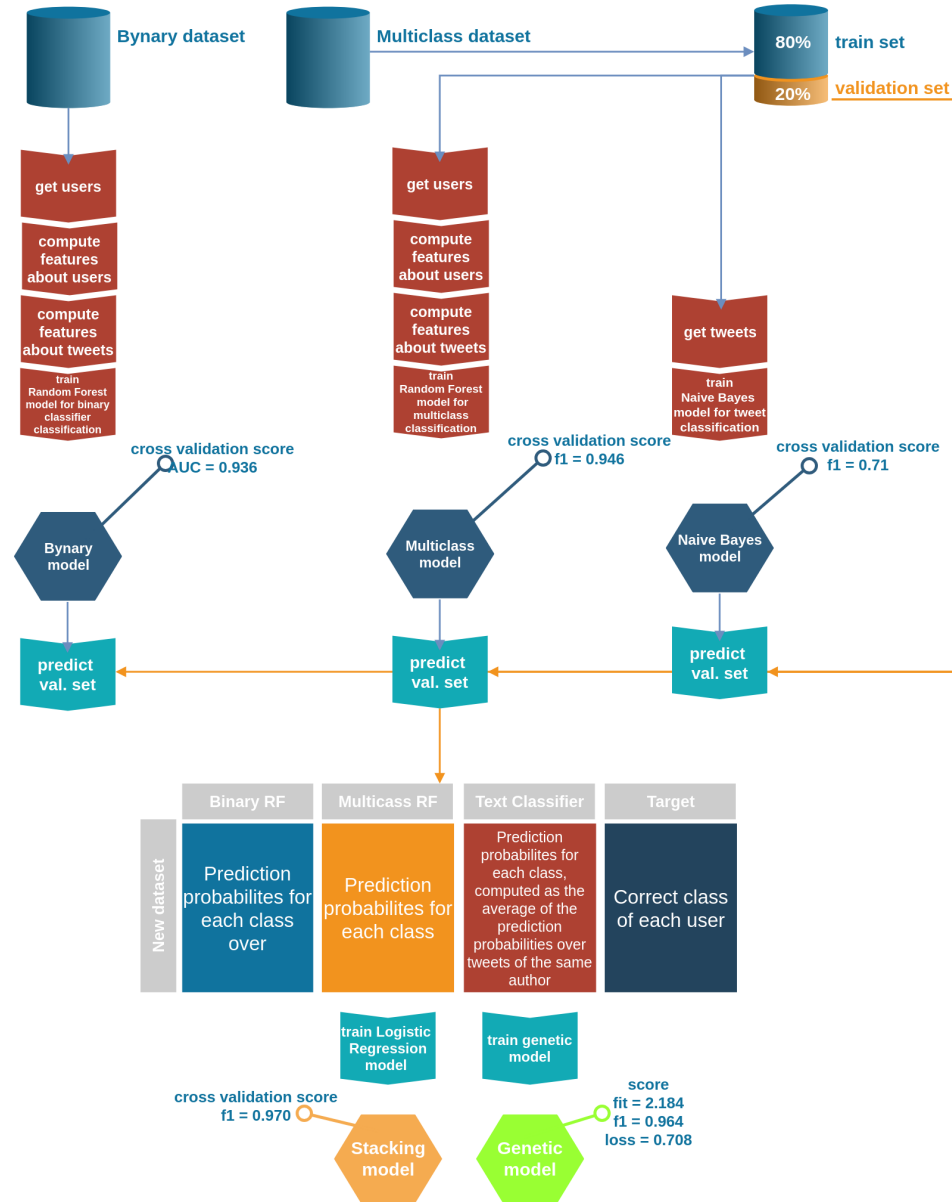 Bynary dataset
Multiclass dataset
80%
train set
20%
validation set
get users
compute
features
about users
compute
features
about tweets
train
Random Forest
model for binary
classifier
classification
get users
compute
features
about users
compute
features
about tweets
train
Random Forest
model for
multiclass
classification
get tweets
train
Naive Bayes
model for tweet
classification
cross validation score
AUC = 0.936
cross validation score
f1 = 0.946
cross validation score
f1 = 0.71
Bynary
model
Multiclass
model
Naive Bayes
model
predict
val. set
predict
val. set
predict
val. set
Binary RF
Multicass RF
Text Classifier
Target
New dataset
Prediction
probabilites for
each class
over
Prediction
probabilites for
each class
Prediction
probabilites for
each class,
computed as the
average of the
prediction
probabilities over
tweets of the same
author
Correct class
of each user
train Logistic
Regression
model
train genetic
model
cross validation score
f1 = 0.970
score
fit = 2.184
f1 = 0.964
loss = 0.708
Stacking
model
Genetic
model